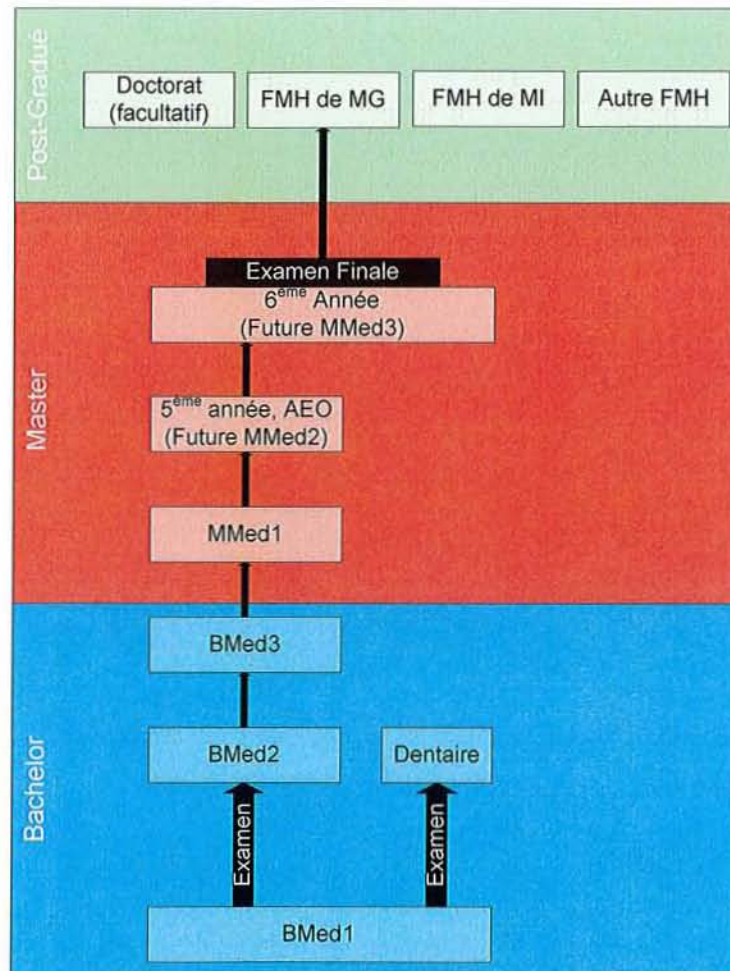 Post-Gradué
Doctorat
(facultatif)
FMH de MG
FMH de MI
Autre FMH
Master
Examen Finale
6ème Année
(Future MMed3)
5ème année, AEO
(Future MMed2)
MMed1
Bachelor
BMed3
BMed2
Dentaire
Examen
Examen
BMed1